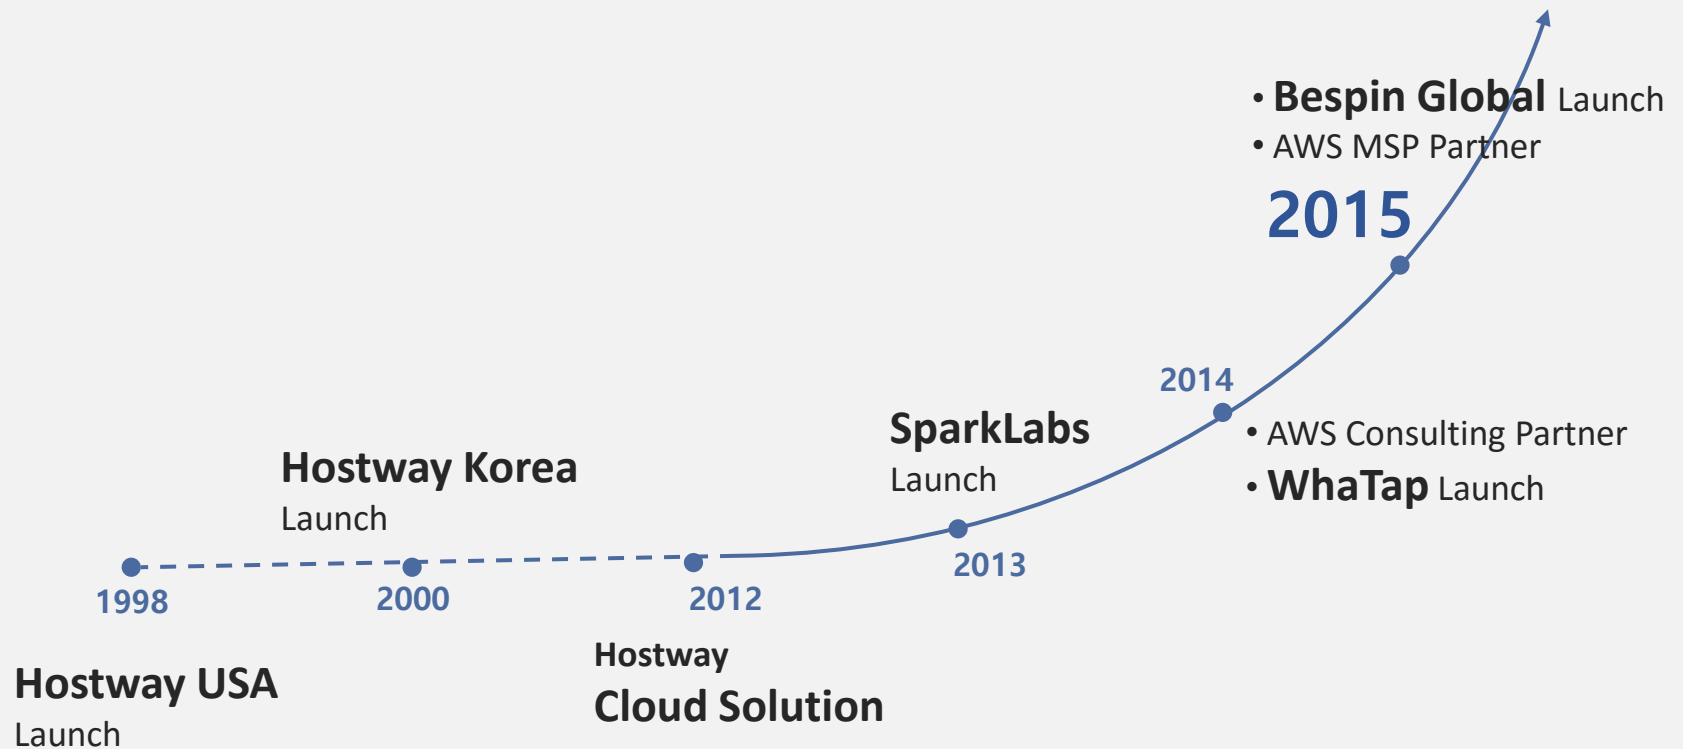 • Bespin Global Launch
• AWS MSP Partner
2015
2014
• AWS Consulting Partner
• WhaTap Launch
SparkLabs
Launch
2013
Hostway Korea
Launch
1998
2000
2012
Hostway USA
Launch
Hostway
Cloud Solution